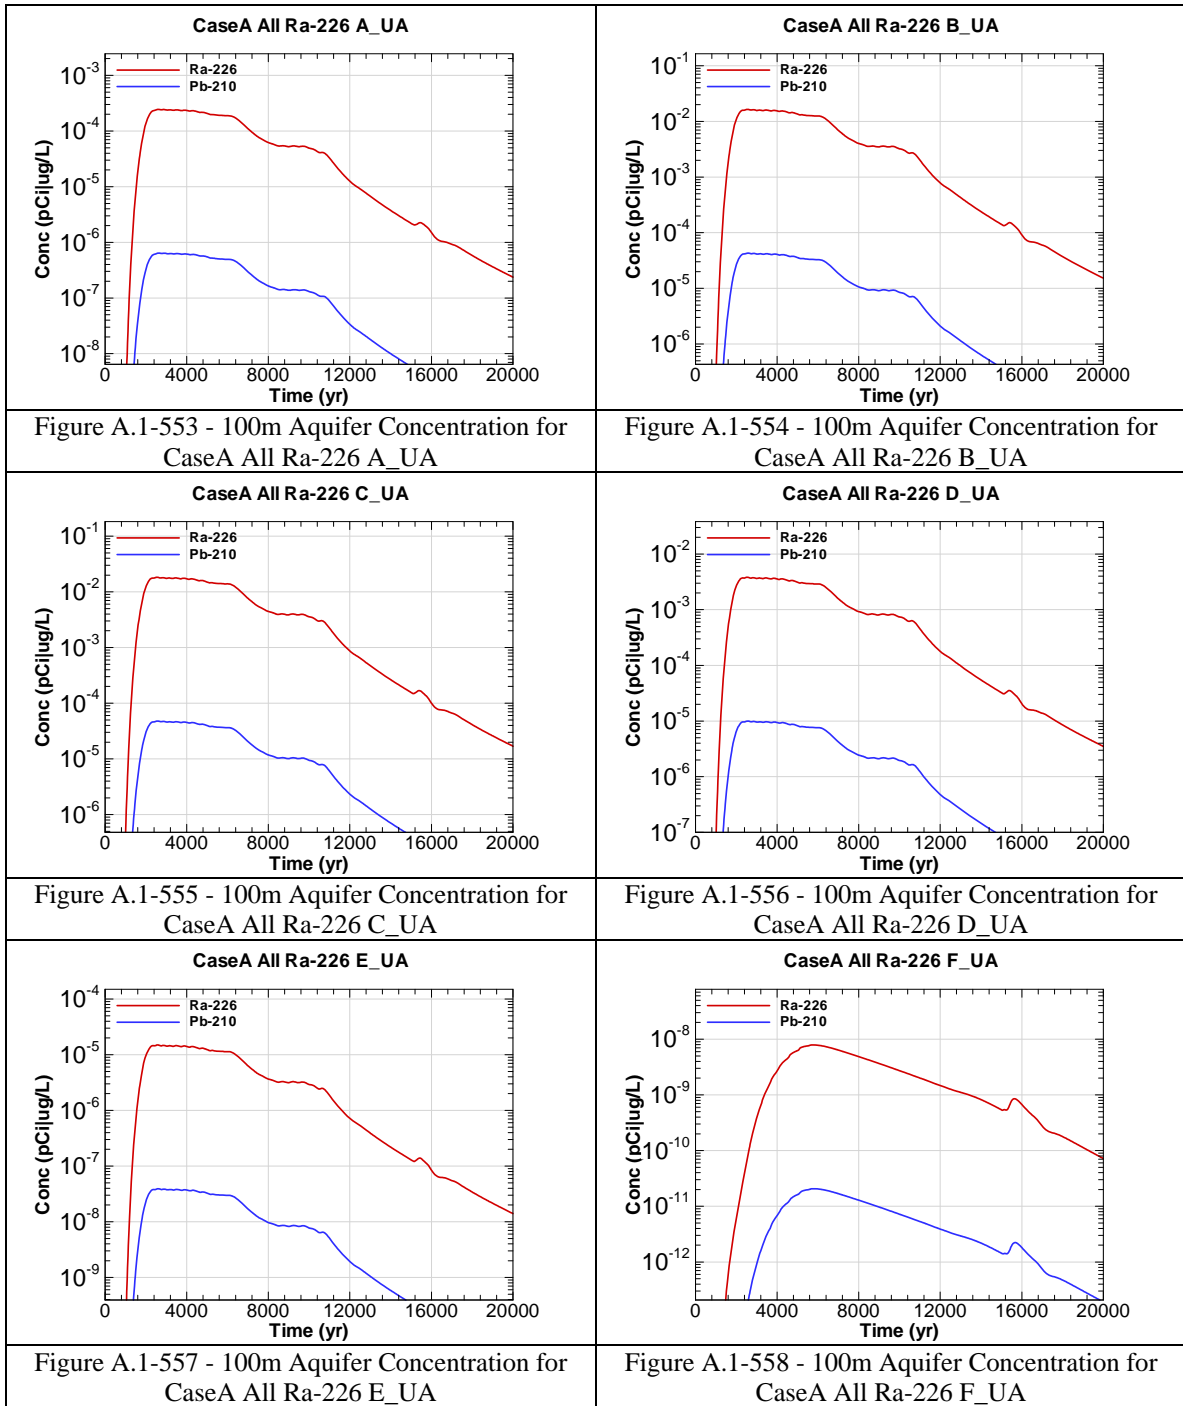 CaseA All Ra-226 A_UA
Ra-226
Pb-210
Conc (pCi|ug/L)
10-3
10-4
10-5
10-6
10-7
10-8
0 4000 8000 12000 16000 20000
Time (yr)
Figure A.1-553 - 100m Aquifer Concentration for
CaseA All Ra-226 A_UA
CaseA All Ra-226 B_UA
Ra-226
Pb-210
Conc (pCi|ug/L)
10-1
10-2
10-3
10-4
10-5
10-6
0 4000 8000 12000 16000 20000
Time (yr)
Figure A.1-554 - 100m Aquifer Concentration for
CaseA All Ra-226 B_UA
CaseA All Ra-226 C_UA
Ra-226
Pb-210
Conc (pCi|ug/L)
10-1
10-2
10-3
10-4
10-5
10-6
0 4000 8000 12000 16000 20000
Time (yr)
Figure A.1-555 - 100m Aquifer Concentration for
CaseA All Ra-226 C_UA
CaseA All Ra-226 D_UA
Ra-226
Pb-210
Conc (pCi|ug/L)
10-2
10-3
10-4
10-5
10-6
10-7
0 4000 8000 12000 16000 20000
Time (yr)
Figure A.1-556 - 100m Aquifer Concentration for
CaseA All Ra-226 D_UA
CaseA All Ra-226 E_UA
Ra-226
Pb-210
Conc (pCi|ug/L)
10-4
10-5
10-6
10-7
10-8
10-9
0 4000 8000 12000 16000 20000
Time (yr)
Figure A.1-557 - 100m Aquifer Concentration for
CaseA All Ra-226 E_UA
CaseA All Ra-226 F_UA
Ra-226
Pb-210
Conc (pCi|ug/L)
10-8
10-9
10-10
10-11
10-12
0 4000 8000 12000 16000 20000
Time (yr)
Figure A.1-558 - 100m Aquifer Concentration for
CaseA All Ra-226 F_UA